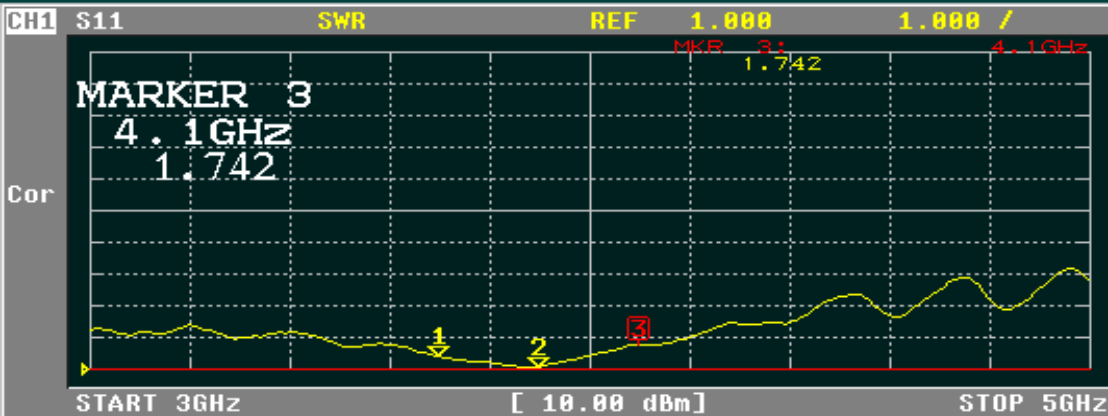 CH1 S11 SWR REF 1.000 1.000 /
MKR 3: 4.1GHz
1.742
MARKER 3
4.1GHz
1.742
Cor
1 2 3
START 3GHz [ 10.00 dBm] STOP 5GHz